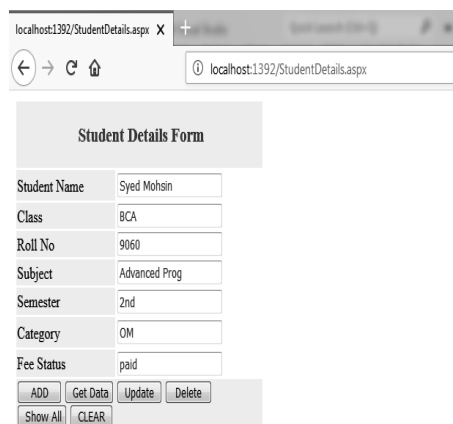 localhost:1392/StudentDetails.aspx X +
localhost:1392/StudentDetails.aspx
Student Details Form
Student Name Syed Mohsin
Class BCA
Roll No 9060
Subject Advanced Prog
Semester 2nd
Category OM
Fee Status paid
ADD Get Data Update Delete
Show All CLEAR